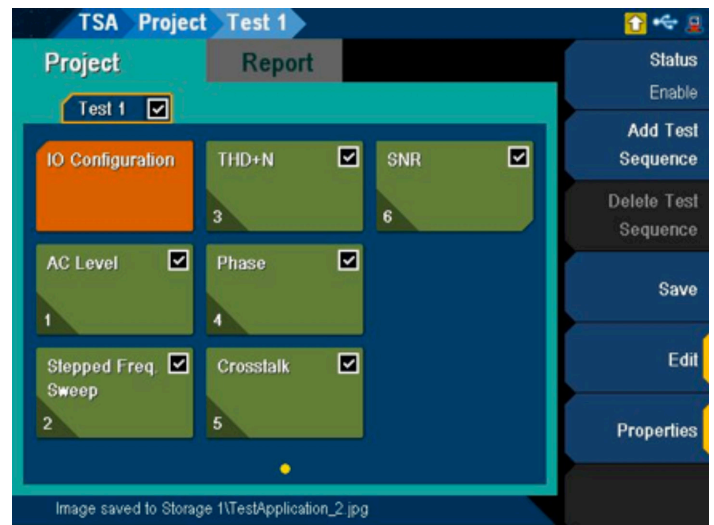 TSA Project Test 1
Project Report
Test 1
IO Configuration
THD+N
3
SNR
6
AC Level
1
Phase
4
Stepped Freq.
Sweep
2
Crosstalk
5
Image saved to Storage 1\TestApplication_2.jpg
Status
Enable
Add Test
Sequence
Delete Test
Sequence
Save
Edit
Properties